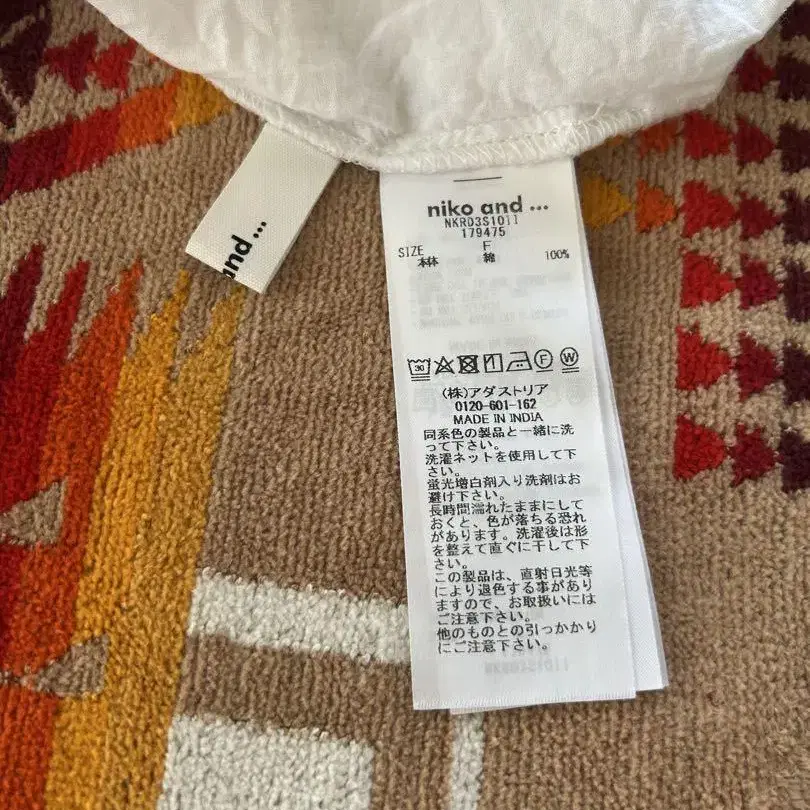 niko and ...
NKRD3S1011
179475
SIZE F
本体 綿 100%
30 F W
(株)アダストリア
0120-601-162
MADE IN INDIA
同系色の製品と一緒に洗
って下さい。
洗濯ネットを使用して下
さい。
蛍光増白剤入り洗剤はお
避け下さい。
長時間濡れたままにして
おくと、色が落ちる恐れ
があります。洗濯後は形
を整えて直ぐに干して下
さい。
この製品は、直射日光等
により退色する事があり
ますので、お取扱いには
ご注意下さい。
他のものとの引っかかり
にご注意下さい。
and ...